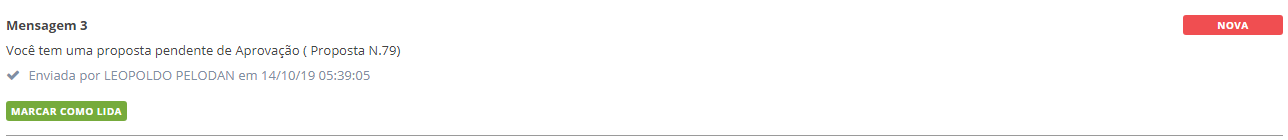 Mensagem 3
NOVA
Você tem uma proposta pendente de Aprovação ( Proposta N.79)
Enviada por LEOPOLDO PELODAN em 14/10/19 05:39:05
MARCAR COMO LIDA